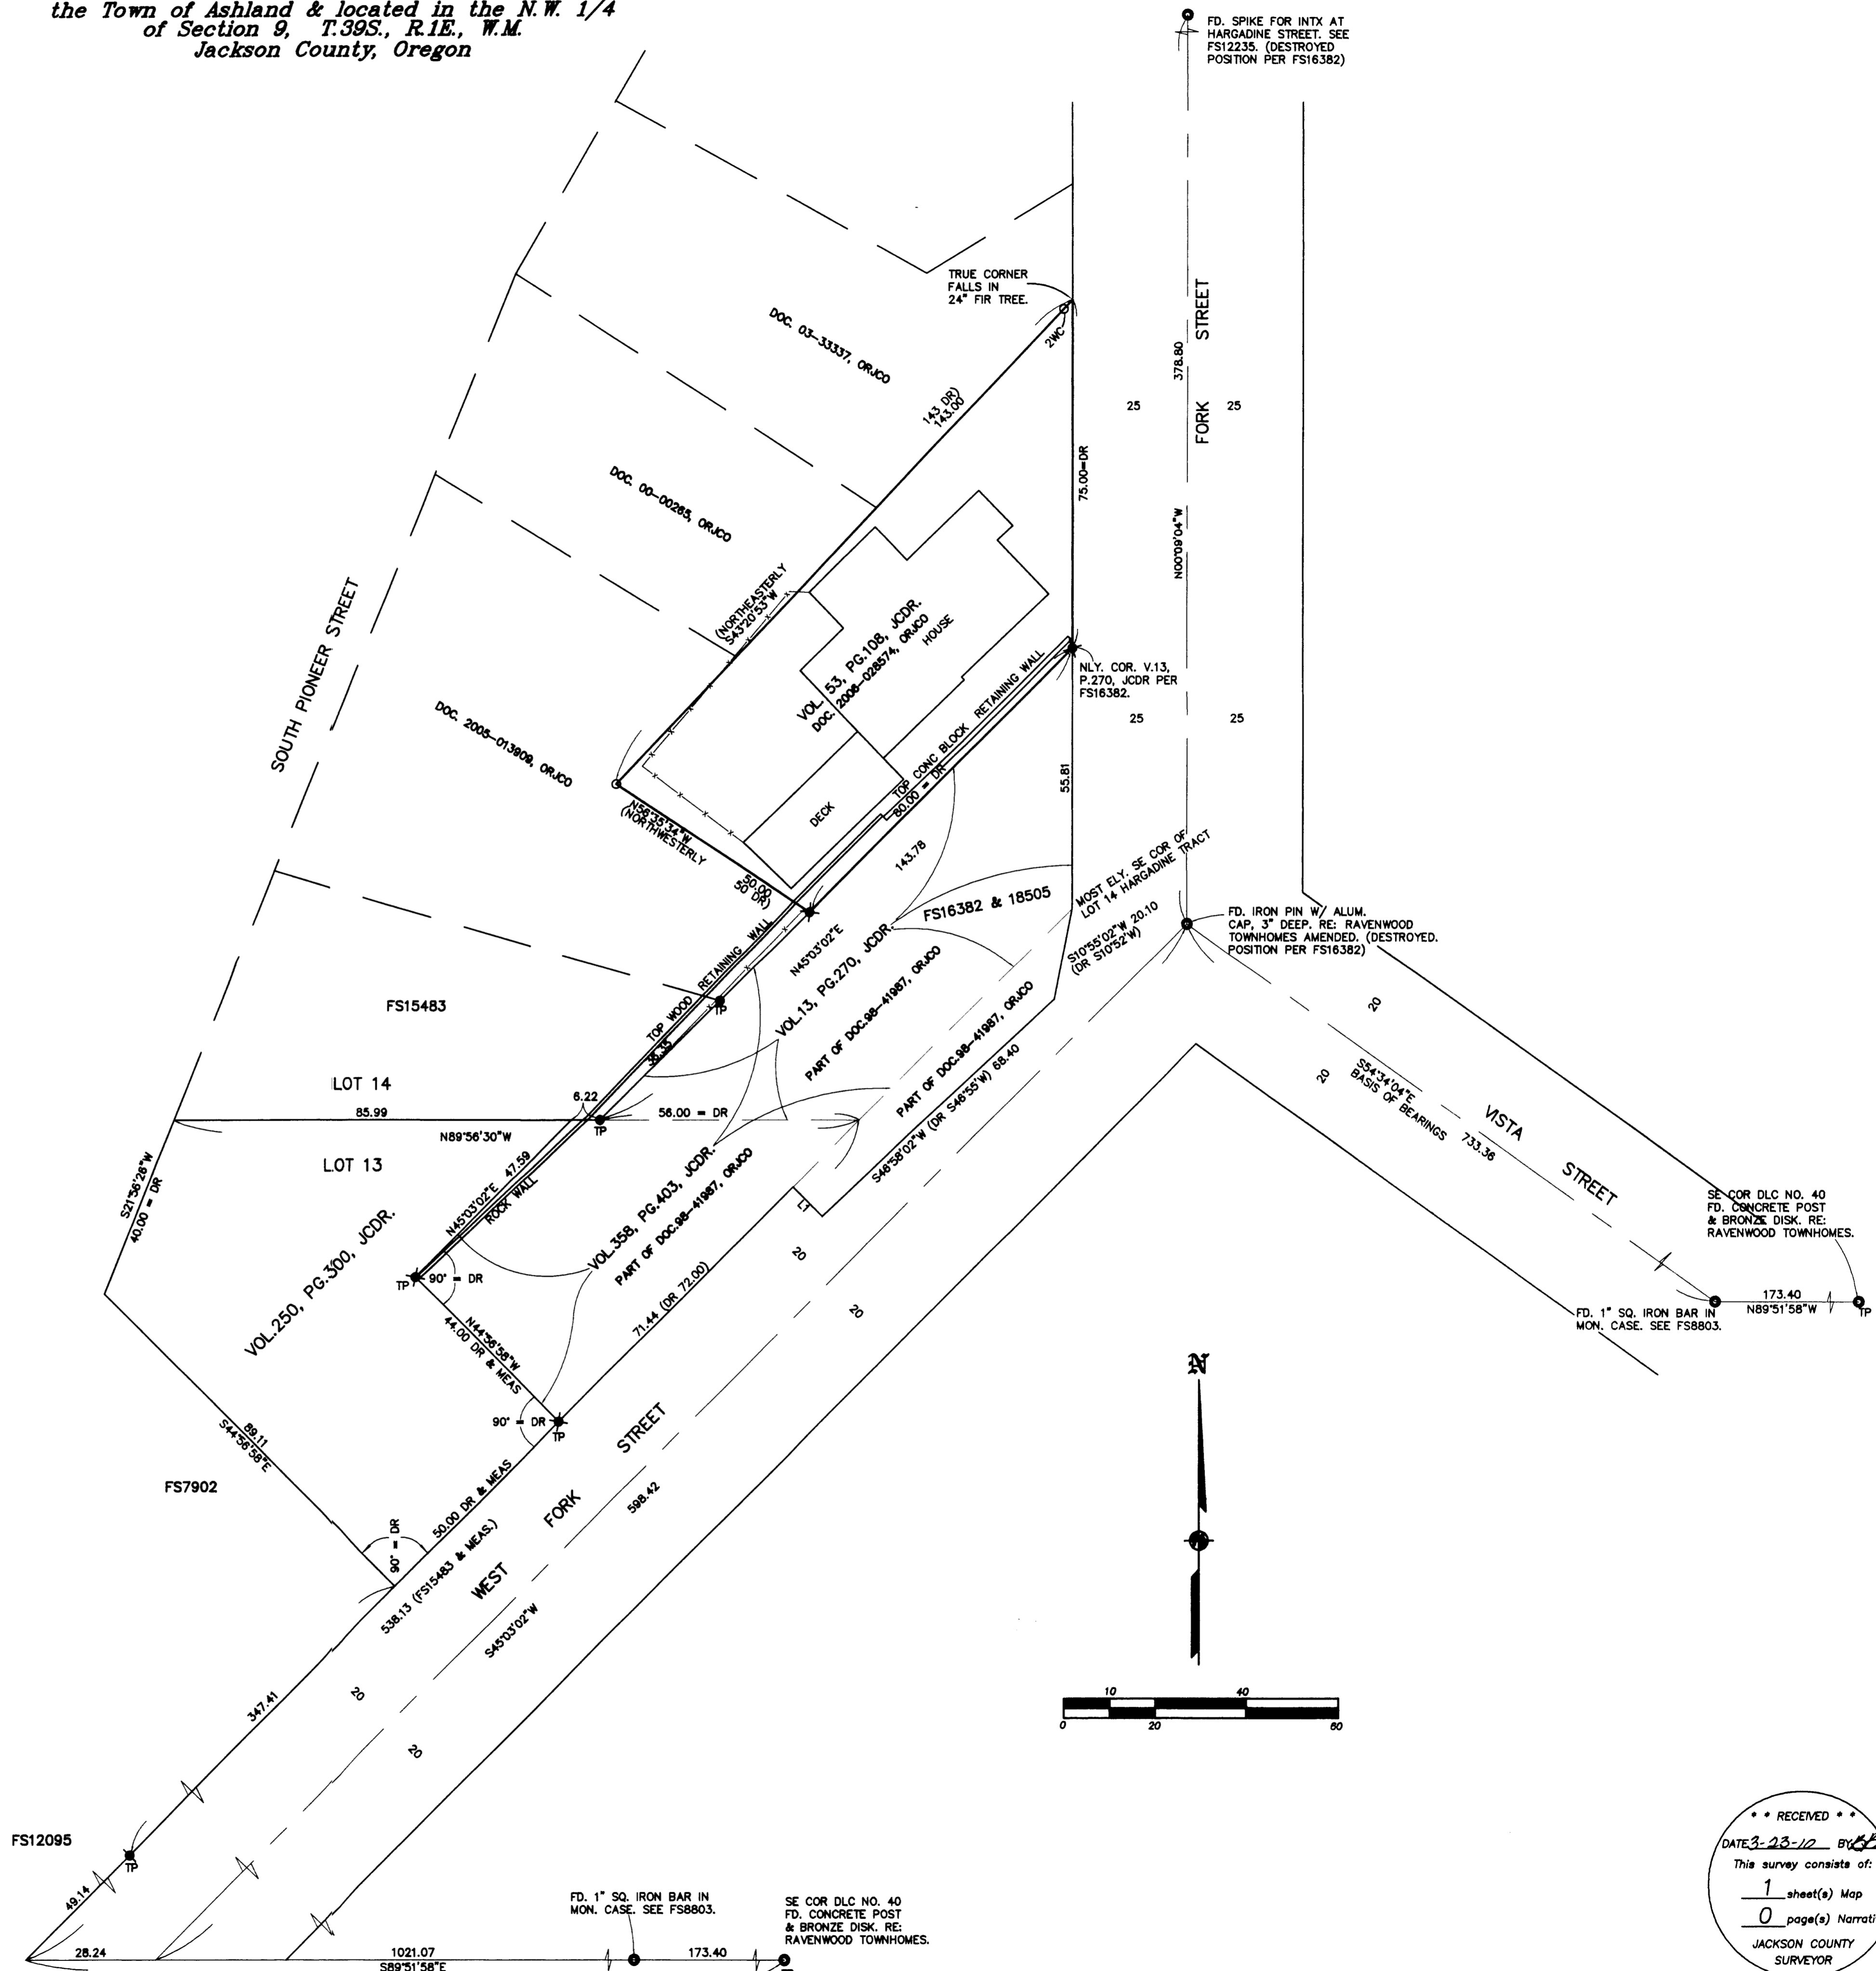 the Town of Ashland & located in the N.W. 1/4
of Section 9, T.39S., R.1E., W.M.
Jackson County, Oregon
FD. SPIKE FOR INTX AT
HARGADINE STREET. SEE
FS12235. (DESTROYED
POSITION PER FS16382)
TRUE CORNER
FALLS IN
24" FIR TREE.
2WC
DOC. 03-33337, ORJCO
143 DR)
143.00
378.80
FORK STREET
25
25
75.00=DR
N00°09'04"W
DOC. 00-00265, ORJCO
(NORTHEASTERLY
S43°20'53"W
SOUTH PIONEER STREET
VOL. 53, PG.108, JCDR.
DOC. 2006-028574, ORJCO
HOUSE
NLY. COR. V.13,
P.270, JCDR PER
FS16382.
25
25
DOC. 2005-013909, ORJCO
TOP CONC BLOCK RETAINING WALL
80.00 = DR
55.81
N56°35'34"W
(NORTHWESTERLY
DECK
143.78
50.00
50 DR)
MOST ELY. SE COR OF
LOT 14 HARGADINE TRACT
FS16382 & 18505
S10°55'02"W 20.10
(DR S10°52'W)
FD. IRON PIN W/ ALUM.
CAP, 3" DEEP. RE: RAVENWOOD
TOWNHOMES AMENDED. (DESTROYED.
POSITION PER FS16382)
TOP WOOD RETAINING WALL
N45°03'02"E
VOL.13, PG.270, JCDR.
PART OF DOC.98-41987, ORJCO
PART OF DOC.98-41987, ORJCO
FS15483
TP
36.35
20
20
S54°34'04"E
BASIS OF BEARINGS
733.36
VISTA STREET
LOT 14
85.99
6.22
56.00 = DR
TP
N89°56'30"W
S48°58'02"W (DR S46°55'W) 68.40
LOT 13
S21°56'26"W
40.00 = DR
N45°03'02"E 47.59
ROCK WALL
VOL.358, PG.403, JCDR.
PART OF DOC.98-41987, ORJCO
L1
VOL.250, PG.300, JCDR.
TP
90° = DR
71.44 (DR 72.00)
20
20
SE COR DLC NO. 40
FD. CONCRETE POST
& BRONZE DISK. RE:
RAVENWOOD TOWNHOMES.
173.40
N89°51'58"W
TP
FD. 1" SQ. IRON BAR IN
MON. CASE. SEE FS8803.
N44°56'58"W
44.00 DR & MEAS
N
90° = DR
TP
89.11
S44°56'58"E
FS7902
50.00 DR & MEAS
90° = DR
WEST FORK STREET
598.42
538.13 (FS15483 & MEAS.)
S45°03'02"W
347.41
20
20
10 40
0 20 60
FS12095
TP
49.14
FD. 1" SQ. IRON BAR IN
MON. CASE. SEE FS8803.
SE COR DLC NO. 40
FD. CONCRETE POST
& BRONZE DISK. RE:
RAVENWOOD TOWNHOMES.
28.24
1021.07
173.40
S89°51'58"E
* * RECEIVED * *
DATE 3-23-10 BY
This survey consists of:
1 sheet(s) Map
0 page(s) Narrati
JACKSON COUNTY
SURVEYOR